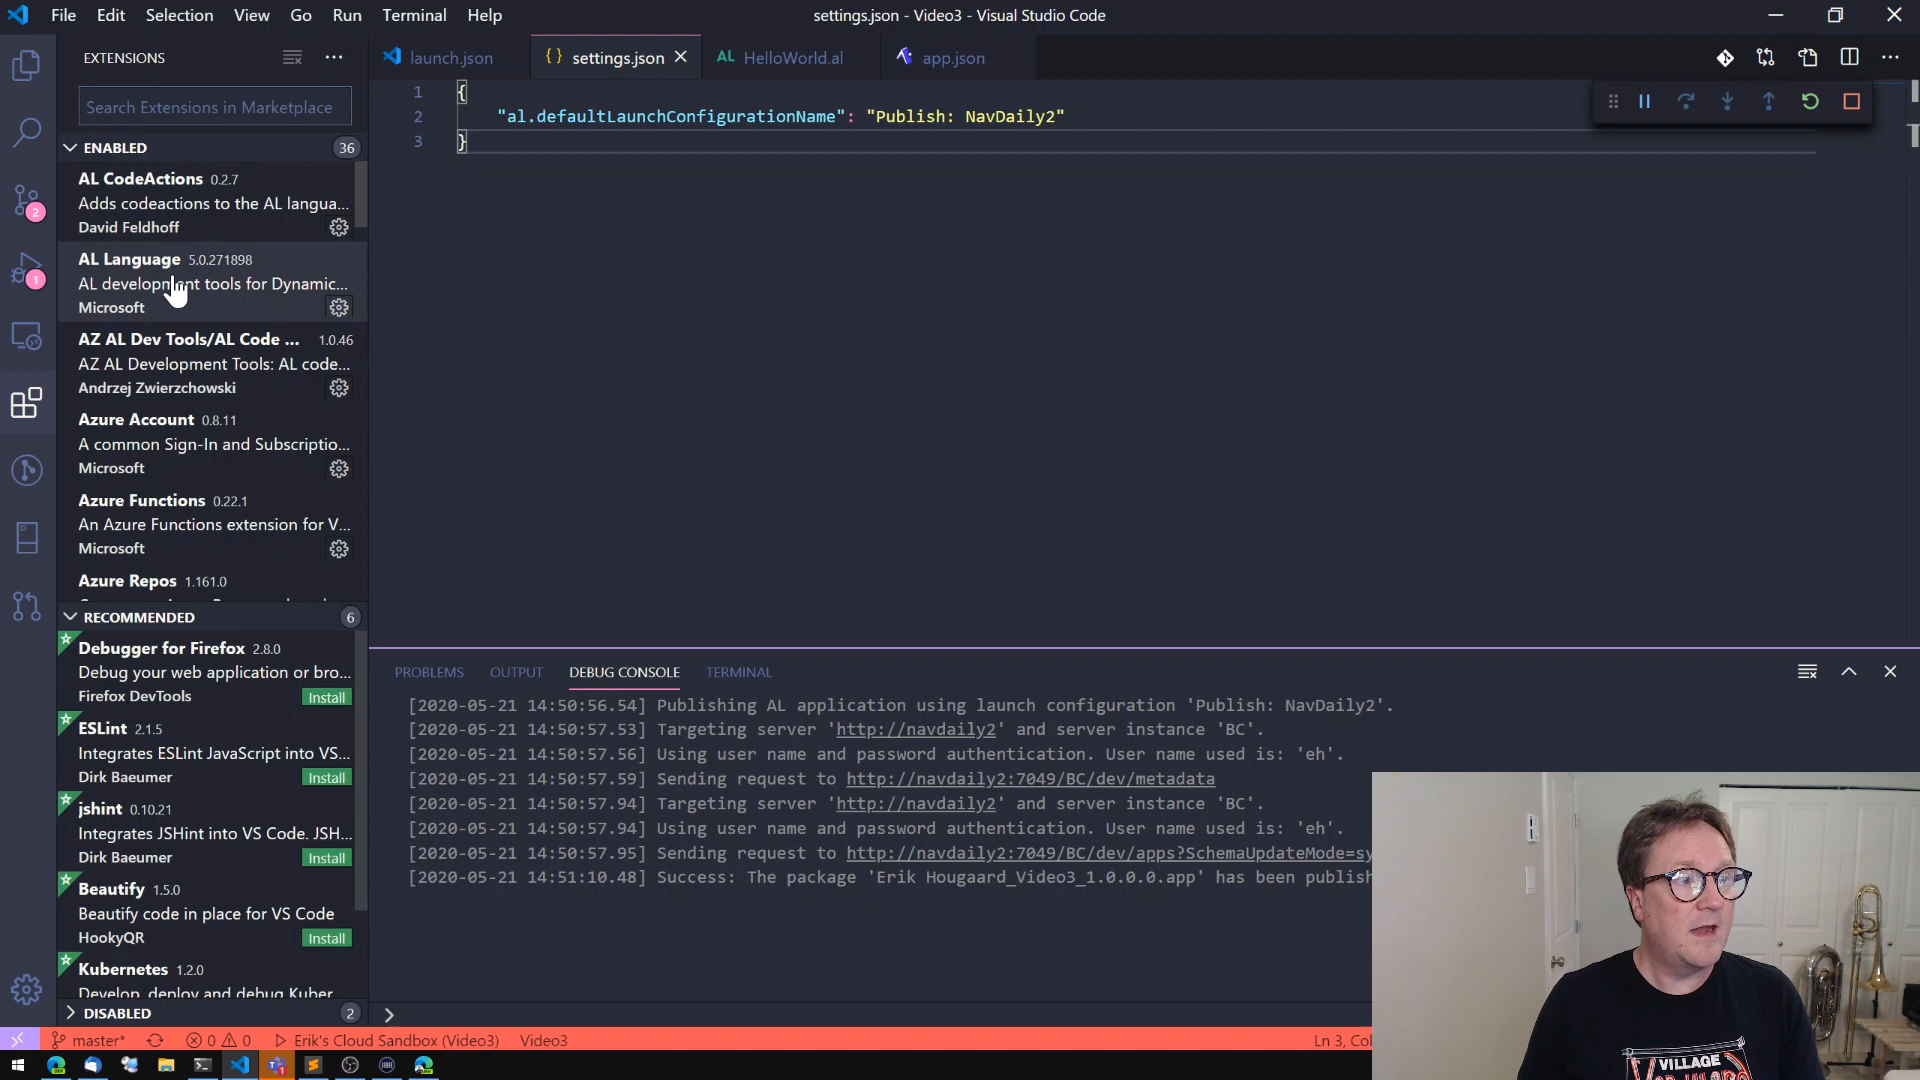 File Edit Selection View Go Run Terminal Help
settings.json - Video3 - Visual Studio Code
EXTENSIONS
Search Extensions in Marketplace
ENABLED 36
AL CodeActions 0.2.7
Adds codeactions to the AL langua...
David Feldhoff
AL Language 5.0.271898
AL development tools for Dynamic...
Microsoft
AZ AL Dev Tools/AL Code ... 1.0.46
AZ AL Development Tools: AL code...
Andrzej Zwierzchowski
Azure Account 0.8.11
A common Sign-In and Subscriptio...
Microsoft
Azure Functions 0.22.1
An Azure Functions extension for V...
Microsoft
Azure Repos 1.161.0
RECOMMENDED 6
Debugger for Firefox 2.8.0
Debug your web application or bro...
Firefox DevTools Install
ESLint 2.1.5
Integrates ESLint JavaScript into VS...
Dirk Baeumer Install
jshint 0.10.21
Integrates JSHint into VS Code. JSH...
Dirk Baeumer Install
Beautify 1.5.0
Beautify code in place for VS Code
HookyQR Install
Kubernetes 1.2.0
Develop, deploy and debug Kuber
DISABLED 2
launch.json {} settings.json AL HelloWorld.al app.json
1 {
2 "al.defaultLaunchConfigurationName": "Publish: NavDaily2"
3 }
PROBLEMS OUTPUT DEBUG CONSOLE TERMINAL
[2020-05-21 14:50:56.54] Publishing AL application using launch configuration 'Publish: NavDaily2'.
[2020-05-21 14:50:57.53] Targeting server 'http://navdaily2' and server instance 'BC'.
[2020-05-21 14:50:57.56] Using user name and password authentication. User name used is: 'eh'.
[2020-05-21 14:50:57.59] Sending request to http://navdaily2:7049/BC/dev/metadata
[2020-05-21 14:50:57.94] Targeting server 'http://navdaily2' and server instance 'BC'.
[2020-05-21 14:50:57.94] Using user name and password authentication. User name used is: 'eh'.
[2020-05-21 14:50:57.95] Sending request to http://navdaily2:7049/BC/dev/apps?SchemaUpdateMode=sy
[2020-05-21 14:51:10.48] Success: The package 'Erik Hougaard_Video3_1.0.0.0.app' has been publish
2
1
master* 0 0 Erik's Cloud Sandbox (Video3) Video3 Ln 3, Col
VILLAGE